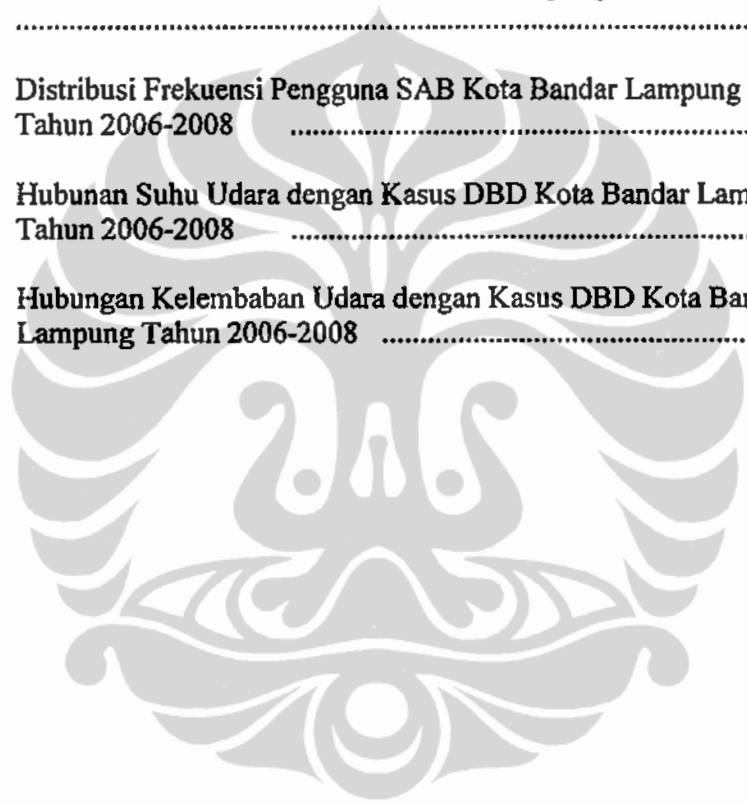 Distribusi Frekuensi Pengguna SAB Kota Bandar Lampung
Tahun 2006-2008 ........................................
Hubunan Suhu Udara dengan Kasus DBD Kota Bandar Lam
Tahun 2006-2008 ........................................
Hubungan Kelembaban Udara dengan Kasus DBD Kota Ban
Lampung Tahun 2006-2008 ........................................